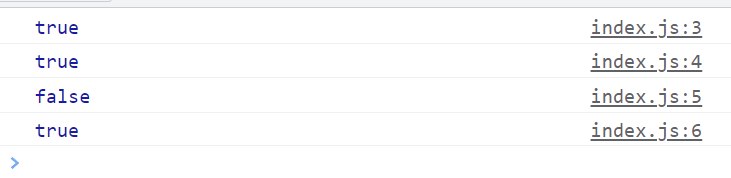 true index.js:3
true index.js:4
false index.js:5
true index.js:6
>